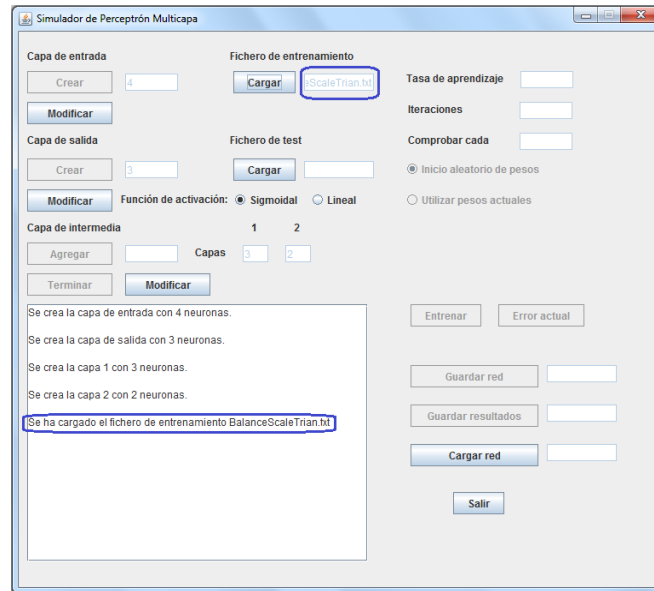 Simulador de Perceptrón Multicapa
Capa de entrada
Fichero de entrenamiento
Crear 4
Cargar aScaleTrian.txt
Tasa de aprendizaje
Modificar
Iteraciones
Capa de salida
Fichero de test
Comprobar cada
Crear 3
Cargar
Inicio aleatorio de pesos
Modificar
Función de activación: Sigmoidal Lineal
Utilizar pesos actuales
Capa de intermedia
1 2
Agregar
Capas 3 2
Terminar
Modificar
Se crea la capa de entrada con 4 neuronas.
Se crea la capa de salida con 3 neuronas.
Se crea la capa 1 con 3 neuronas.
Se crea la capa 2 con 2 neuronas.
Se ha cargado el fichero de entrenamiento BalanceScaleTrian.txt
Entrenar
Error actual
Guardar red
Guardar resultados
Cargar red
Salir